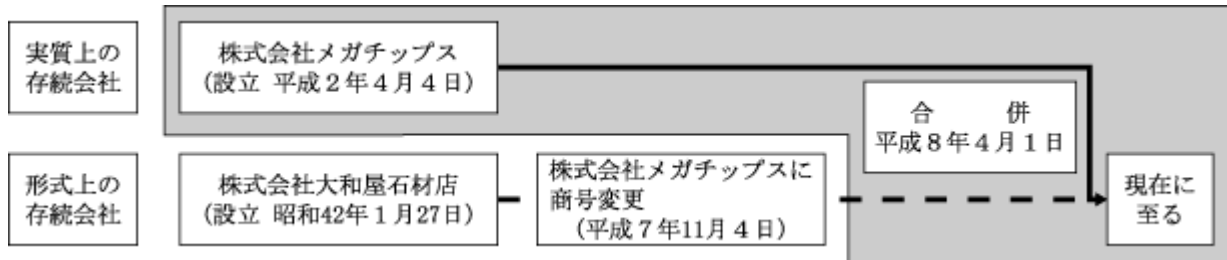 実質上の
存続会社
株式会社メガチップス
(設立 平成2年4月4日)
合 併
平成8年4月1日
形式上の
存続会社
株式会社大和屋石材店
(設立 昭和42年1月27日)
株式会社メガチップスに
商号変更
(平成7年11月4日)
現在に
至る